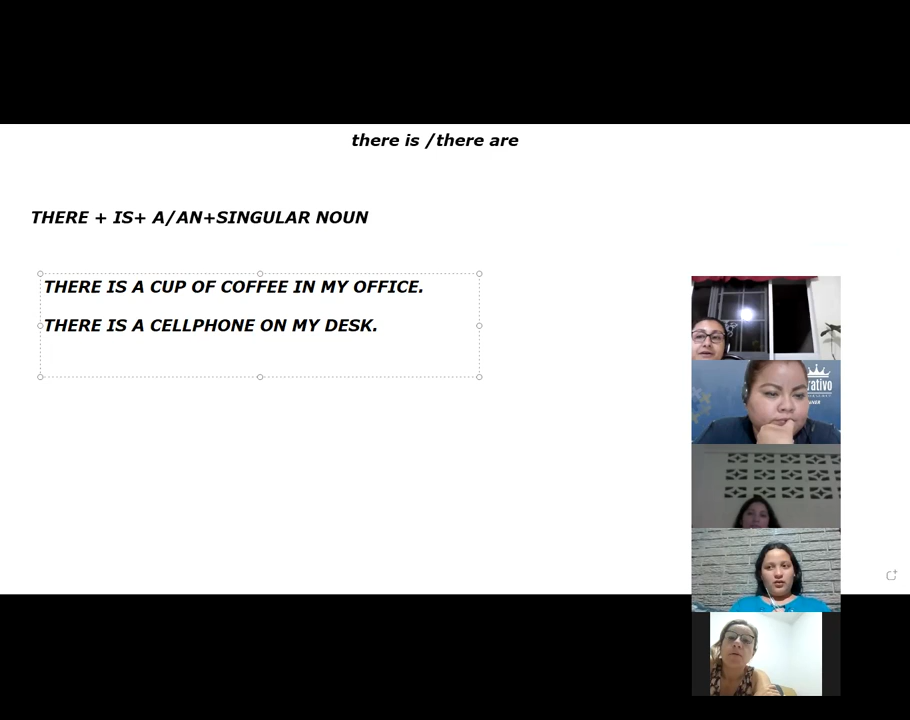 there is /there are
THERE + IS+ A/AN+SINGULAR NOUN
THERE IS A CUP OF COFFEE IN MY OFFICE.
THERE IS A CELLPHONE ON MY DESK.
rativo